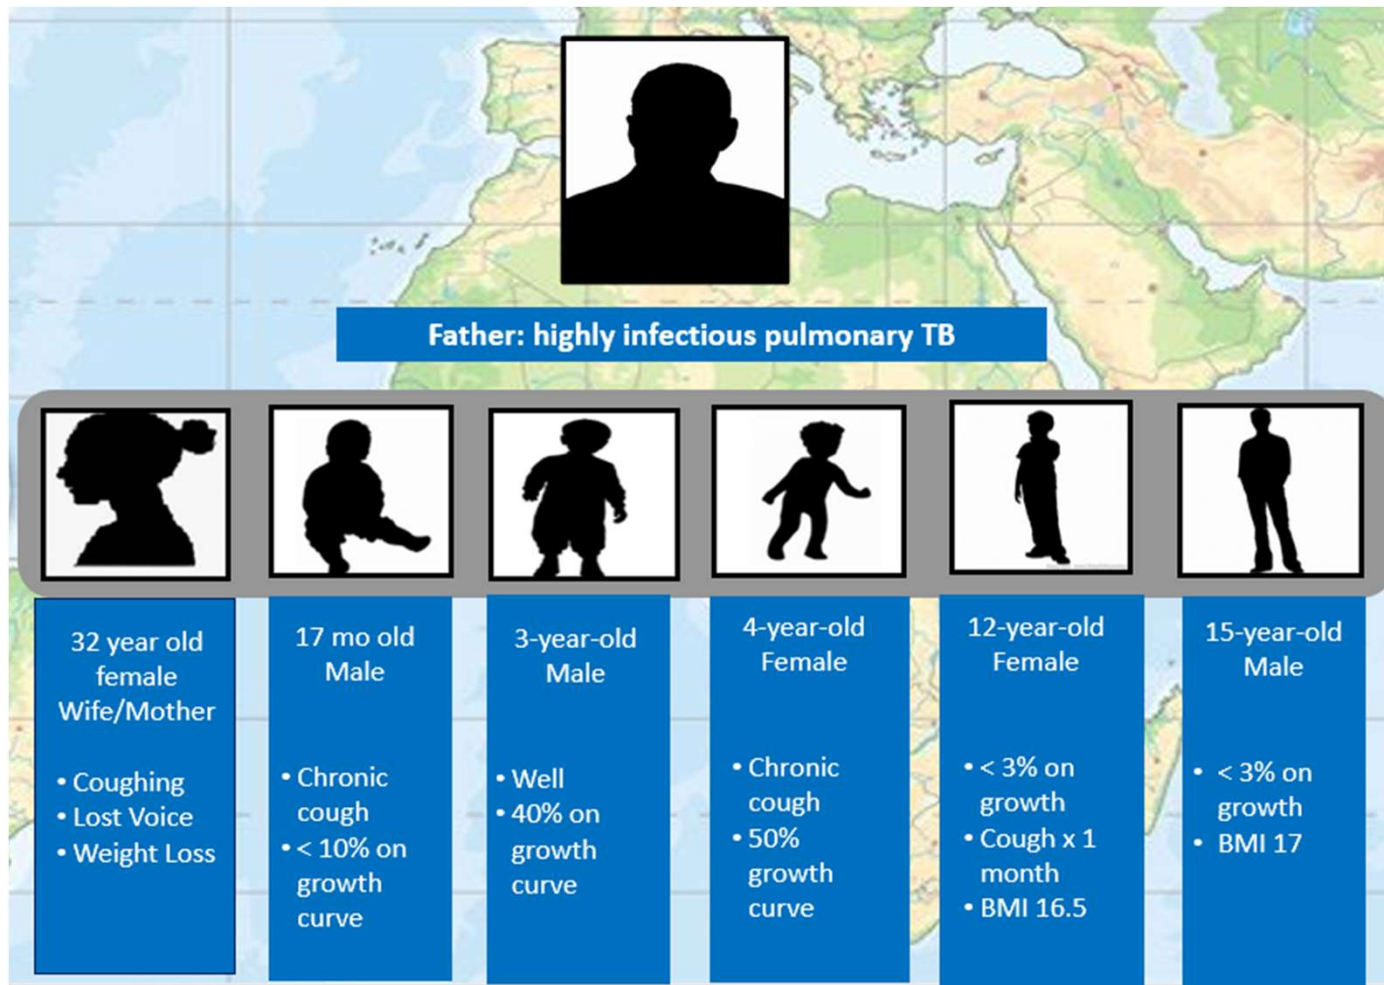 Father: highly infectious pulmonary TB
32 year old
female
Wife/Mother
• Coughing
• Lost Voice
• Weight Loss
17 mo old
Male
• Chronic
cough
• < 10% on
growth
curve
3-year-old
Male
• Well
• 40% on
growth
curve
4-year-old
Female
• Chronic
cough
• 50%
growth
curve
12-year-old
Female
• < 3% on
growth
• Cough x 1
month
• BMI 16.5
15-year-old
Male
• < 3% on
growth
• BMI 17